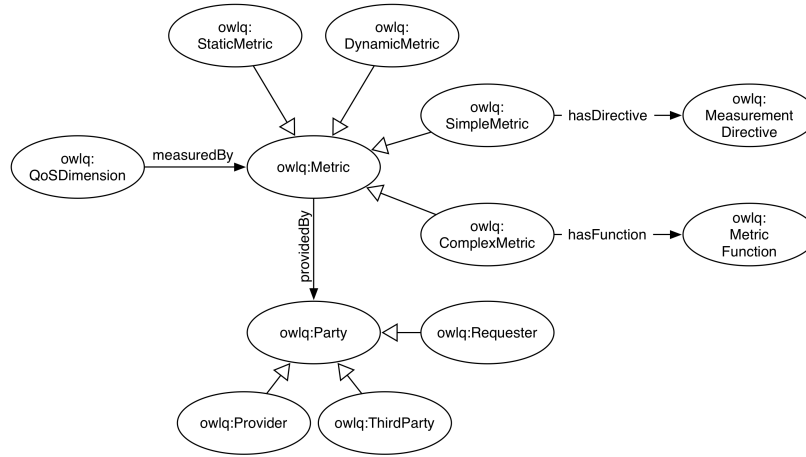 owlq:
StaticMetric
owlq:
DynamicMetric
owlq:
SimpleMetric
hasDirective
owlq:
Measurement
Directive
owlq:
QoSDimension
measuredBy
owlq:Metric
providedBy
owlq:
ComplexMetric
hasFunction
owlq:
Metric
Function
owlq:Party
owlq:Requester
owlq:Provider
owlq:ThirdParty